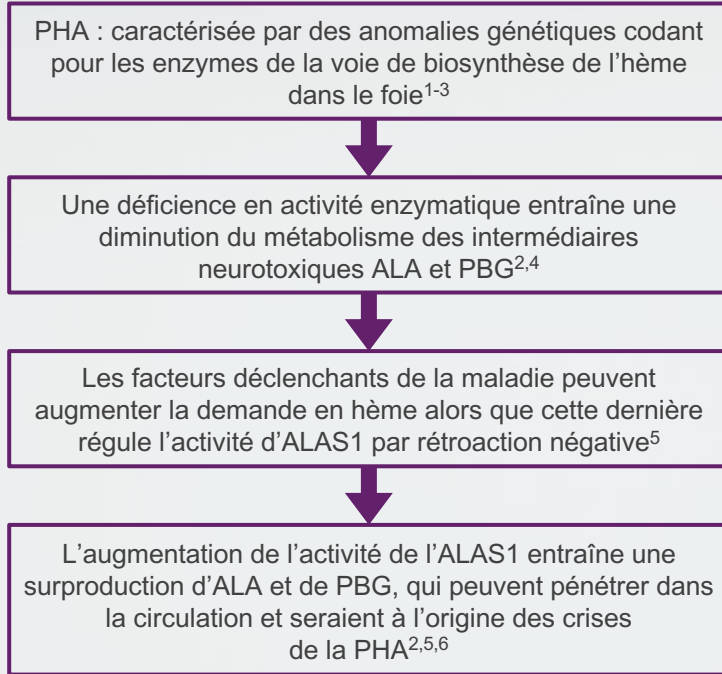 PHA : caractérisée par des anomalies génétiques codant
pour les enzymes de la voie de biosynthèse de l’hème
dans le foie1-3
Une déficience en activité enzymatique entraîne une
diminution du métabolisme des intermédiaires
neurotoxiques ALA et PBG2,4
Les facteurs déclenchants de la maladie peuvent
augmenter la demande en hème alors que cette dernière
régule l’activité d’ALAS1 par rétroaction négative5
L’augmentation de l’activité de l’ALAS1 entraîne une
surproduction d’ALA et de PBG, qui peuvent pénétrer dans
la circulation et seraient à l’origine des crises
de la PHA2,5,6